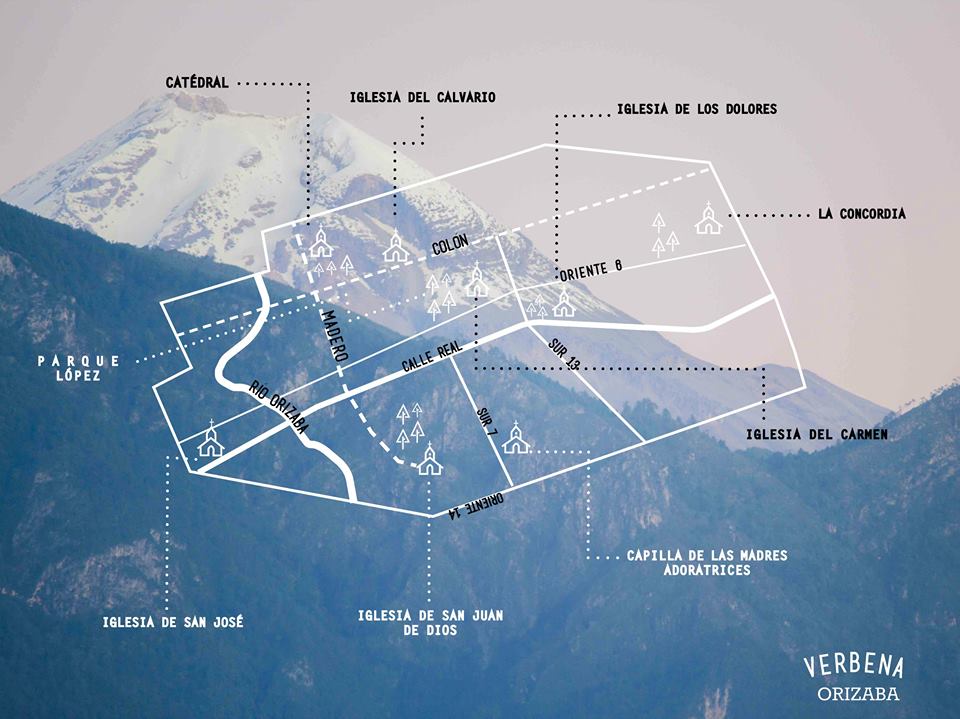 CATÉDRAL
IGLESIA DEL CALVARIO
IGLESIA DE LOS DOLORES
LA CONCORDIA
COLÓN
ORIENTE 6
MADERO
CALLE REAL
SUR 13
PARQUE
LÓPEZ
RÍO ORIZABA
SUR 7
IGLESIA DEL CARMEN
ORIENTE 14
CAPILLA DE LAS MADRES
ADORATRICES
IGLESIA DE SAN JOSÉ
IGLESIA DE SAN JUAN
DE DIOS
VERBENA
ORIZABA